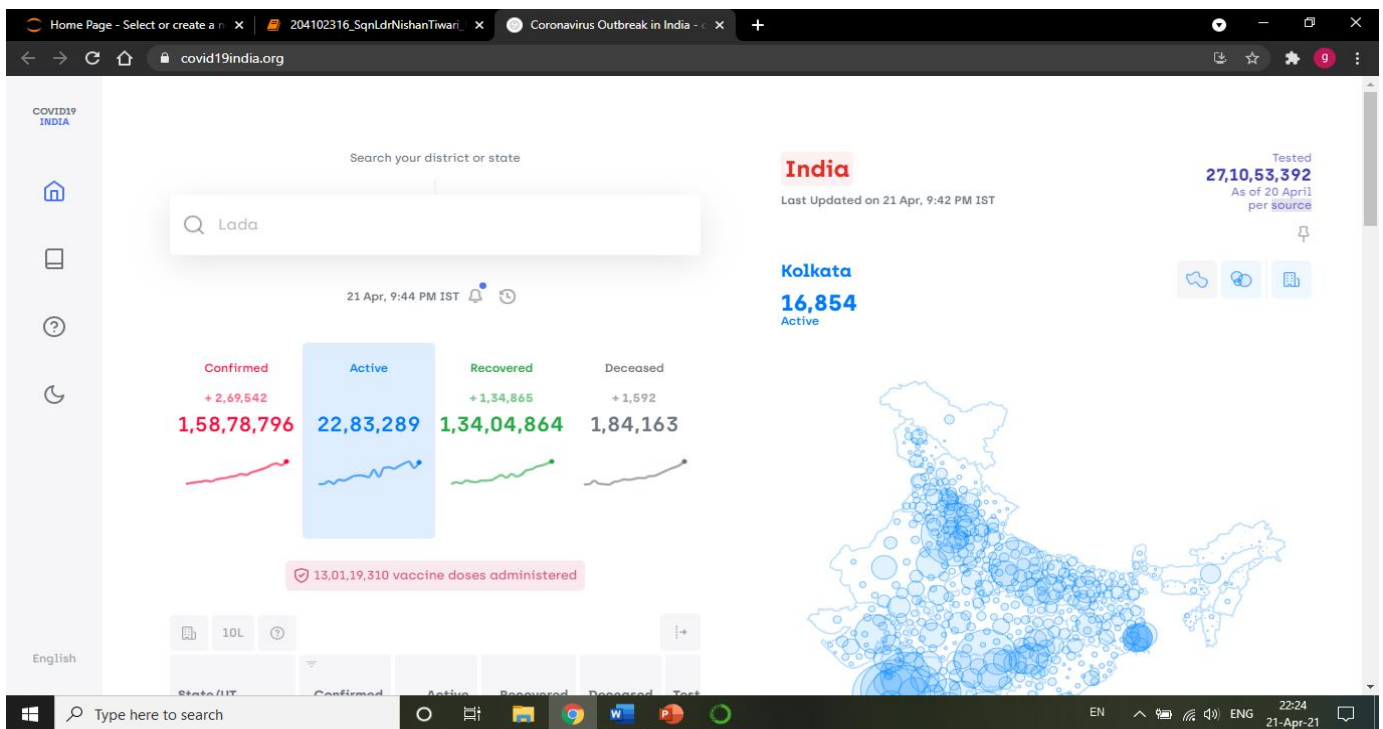 Home Page - Select or create a n
204102316_SqnLdrNishanTiwari_
Coronavirus Outbreak in India - c
covid19india.org
g
COVID19
INDIA
Search your district or state
Lada
21 Apr, 9:44 PM IST
Confirmed
+ 2,69,542
1,58,78,796
Active
22,83,289
Recovered
+ 1,34,865
1,34,04,864
Deceased
+ 1,592
1,84,163
13,01,19,310 vaccine doses administered
10L
State/UT Confirmed Active Recovered Deceased Test
English
India
Last Updated on 21 Apr, 9:42 PM IST
Tested
27,10,53,392
As of 20 April
per source
Kolkata
16,854
Active
Type here to search
EN
ENG
22:24
21-Apr-21